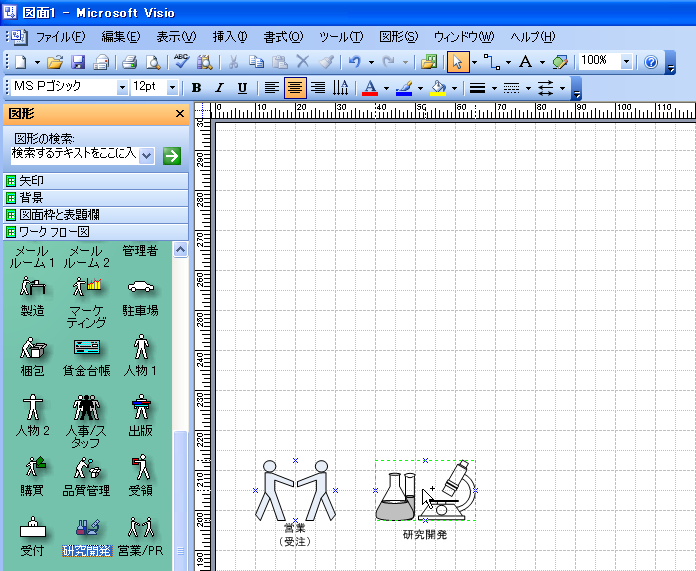 図面1 - Microsoft Visio
ファイル(F) 編集(E) 表示(V) 挿入(I) 書式(O) ツール(T) 図形(S) ウィンドウ(W) ヘルプ(H)
100%
MS Pゴシック 12pt B I U A
図形
図形の検索:
検索するテキストをここに入
矢印
背景
図面枠と表題欄
ワーク フロー図
メール
ルーム 1
メール
ルーム 2
管理者
製造
マーケ
ティング
駐車場
梱包
賃金台帳
人物 1
人物 2
人事/ス
タッフ
出版
購買
品質管理
受領
受付
研究開発
営業/PR
0 10 20 30 40 50 60 70 80 90 100 110
290
280
270
260
250
240
230
220
210
200
190
営業
(受注)
研究開発